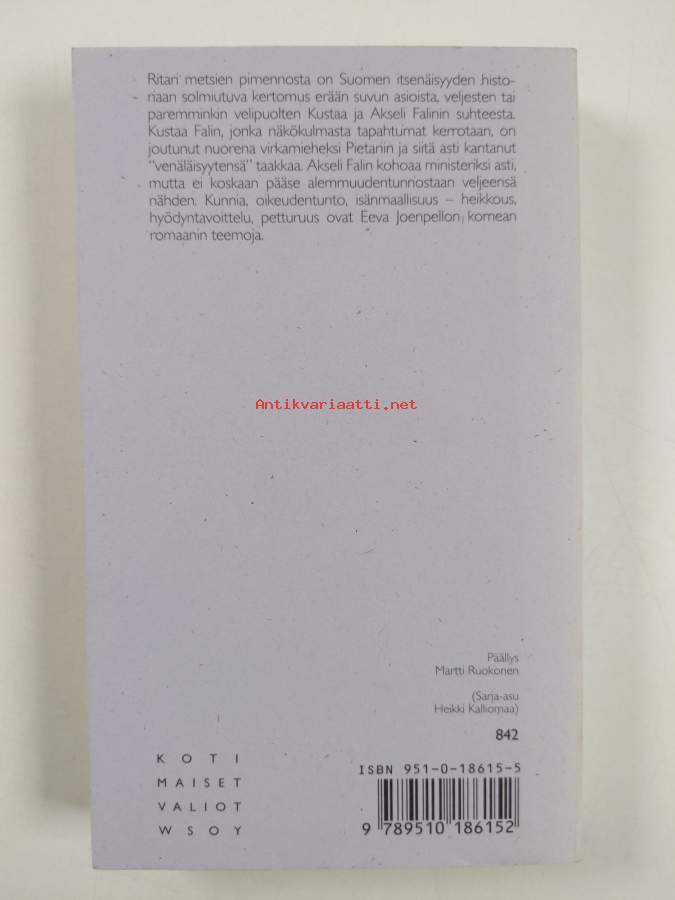 Ritari metsien pimennosta on Suomen itsenäisyyden histo-
riaan solmiutuva kertomus erään suvun asioista, veljesten tai
paremminkin velipuolten Kustaa ja Akseli Falinin suhteesta.
Kustaa Falin, jonka näkökulmasta tapahtumat kerrotaan, on
joutunut nuorena virkamieheksi Pietariin ja siitä asti kantanut
"venäläisyytensä" taakkaa. Akseli Falin kohoaa ministeriksi asti,
mutta ei koskaan pääse alemmuudentunnostaan veljeensä
nähden. Kunnia, oikeudentunto, isänmaallisuus – heikkous,
hyödyntavoittelu, petturuus ovat Eeva Joenpellon komean
romaanin teemoja.
Antikvariaatti.net
Päällys
Martti Ruokonen
(Sarja-asu
Heikki Kalliomaa)
842
KOTI
MAISET
VALIOT
WSOY
ISBN 951-0-18615-5
9 789510 186152